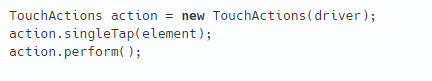 TouchActions action = new TouchActions(driver);
action.singleTap(element);
action.perform();